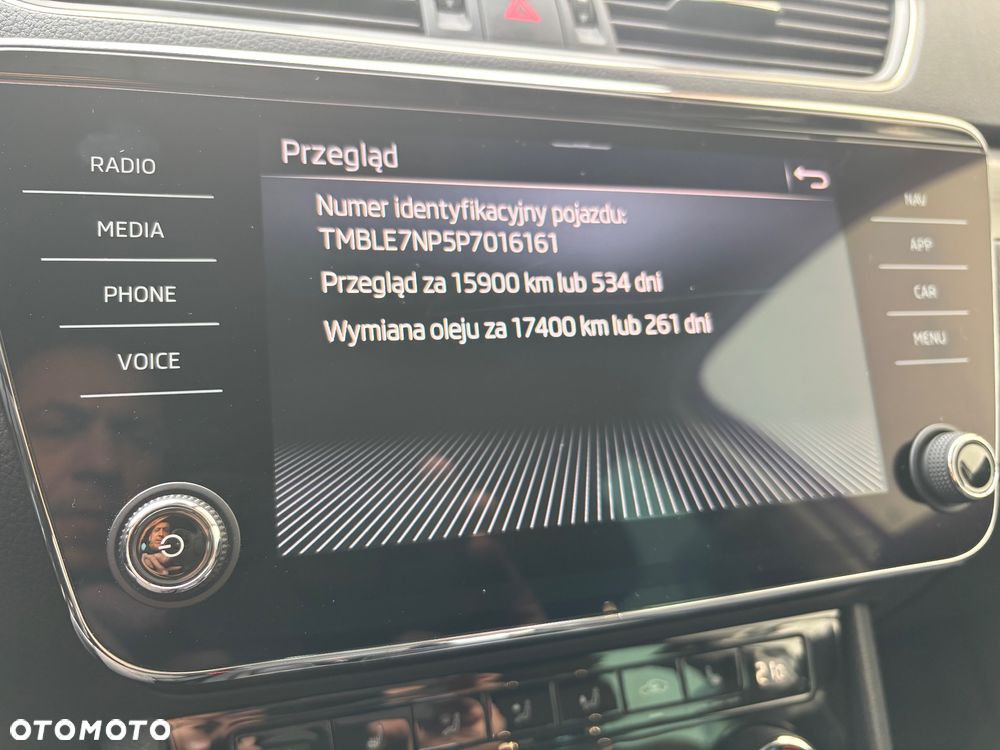 Przegląd
RADIO
MEDIA
PHONE
VOICE
Numer identyfikacyjny pojazdu:
TMBLE7NP5P7016161
Przegląd za 15900 km lub 534 dni
Wymiana oleju za 17400 km lub 261 dni
NAV
APP
CAR
MENU
OTOMOTO